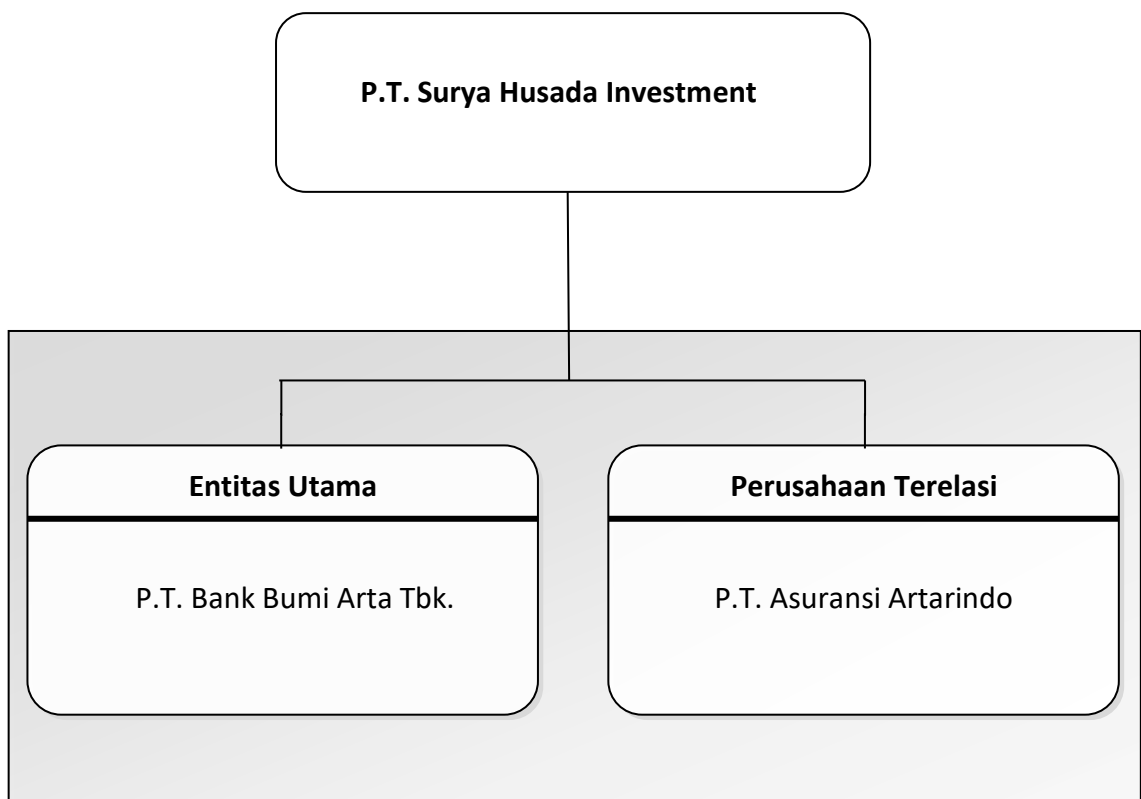 P.T. Surya Husada Investment
Entitas Utama
P.T. Bank Bumi Arta Tbk.
Perusahaan Terelasi
P.T. Asuransi Artarindo